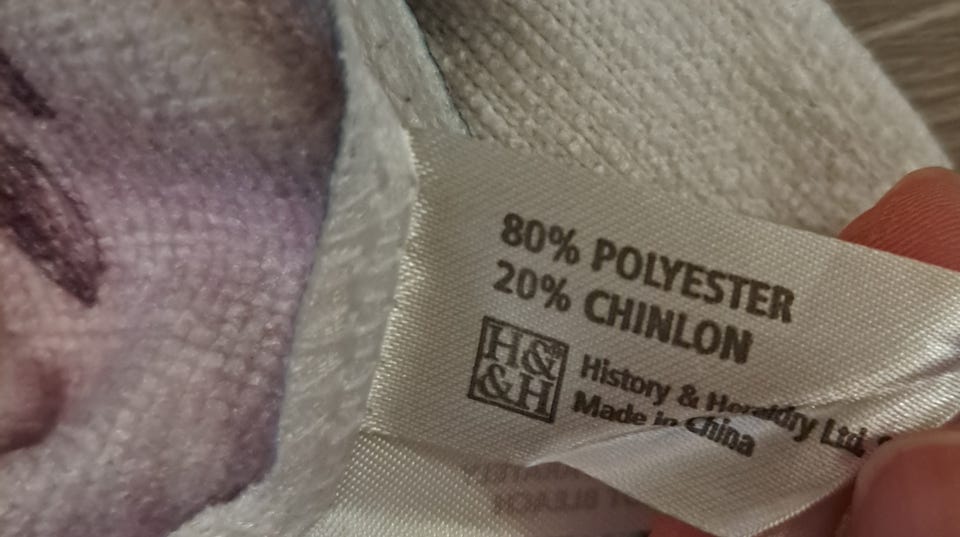 80% POLYESTER
20% CHINLON
H&
&H
History & Heraldry Ltd.
Made in China